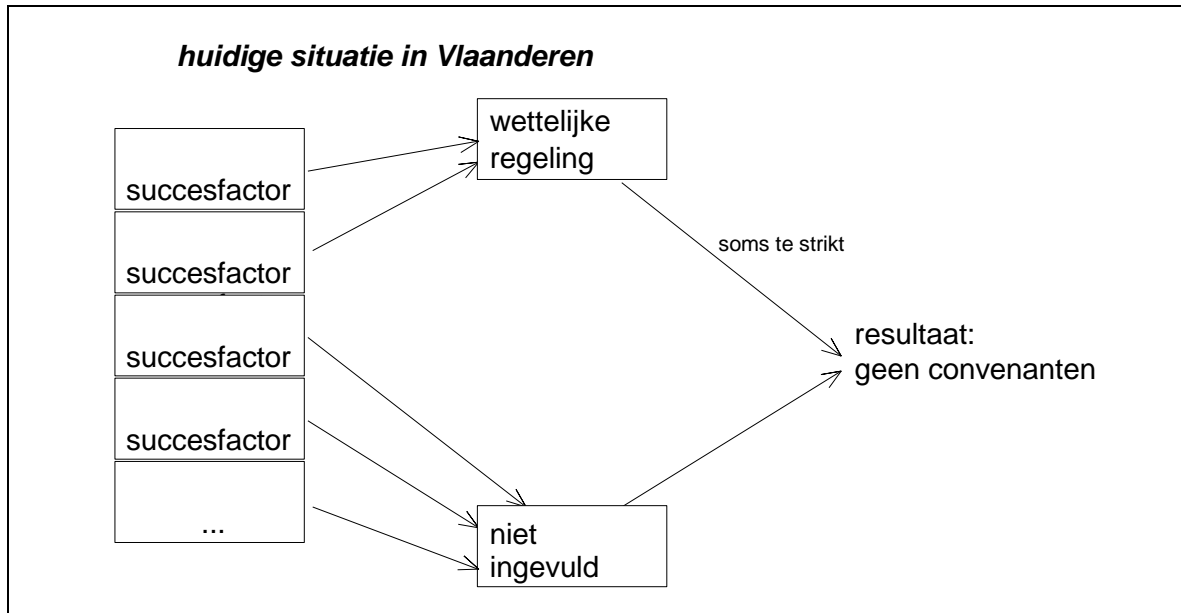 huidige situatie in Vlaanderen
wettelijke
regeling
succesfactor
succesfactor
succesfactor
succesfactor
...
soms te strikt
resultaat:
geen convenanten
niet
ingevuld